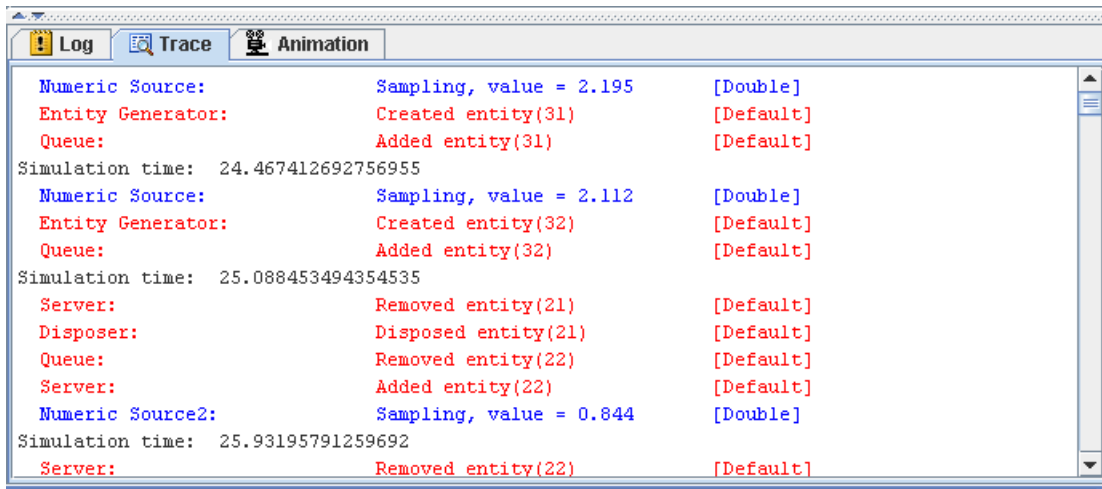 Log Trace Animation
Numeric Source: Sampling, value = 2.195 [Double]
Entity Generator: Created entity(31) [Default]
Queue: Added entity(31) [Default]
Simulation time: 24.467412692756955
Numeric Source: Sampling, value = 2.112 [Double]
Entity Generator: Created entity(32) [Default]
Queue: Added entity(32) [Default]
Simulation time: 25.088453494354535
Server: Removed entity(21) [Default]
Disposer: Disposed entity(21) [Default]
Queue: Removed entity(22) [Default]
Server: Added entity(22) [Default]
Numeric Source2: Sampling, value = 0.844 [Double]
Simulation time: 25.93195791259692
Server: Removed entity(22) [Default]